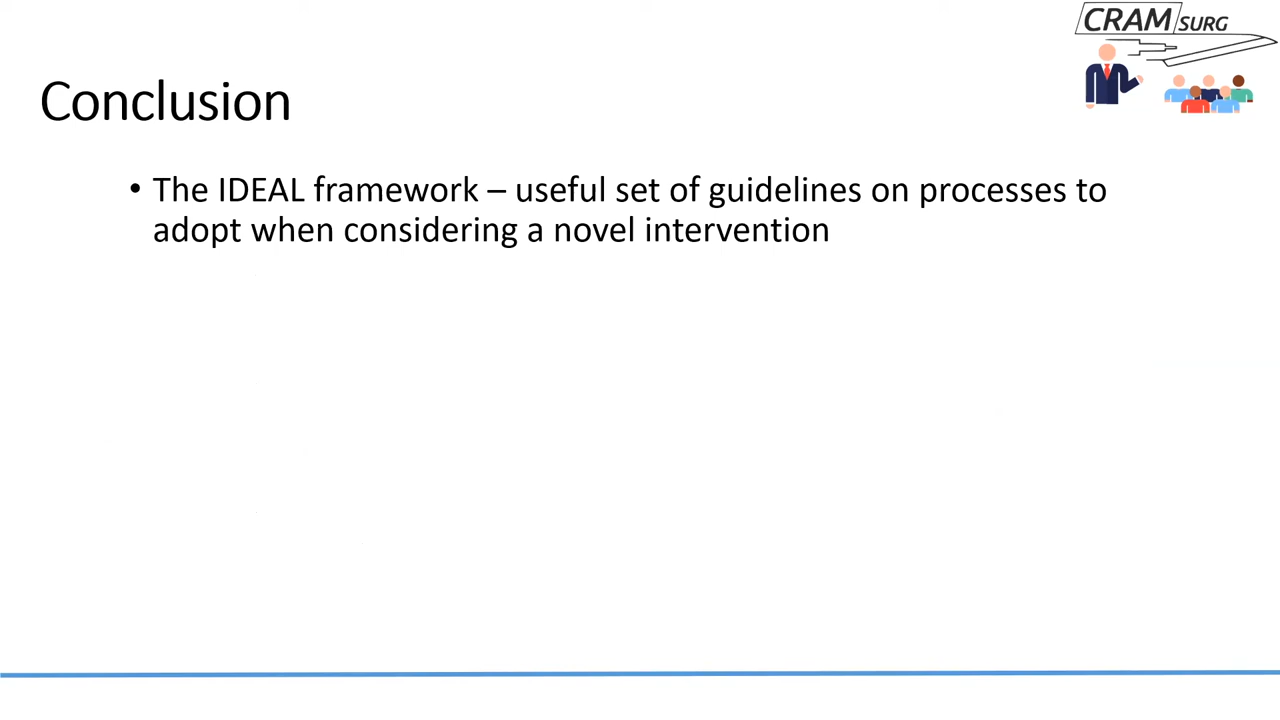 CRAM SURG
Conclusion
• The IDEAL framework – useful set of guidelines on processes to
adopt when considering a novel intervention